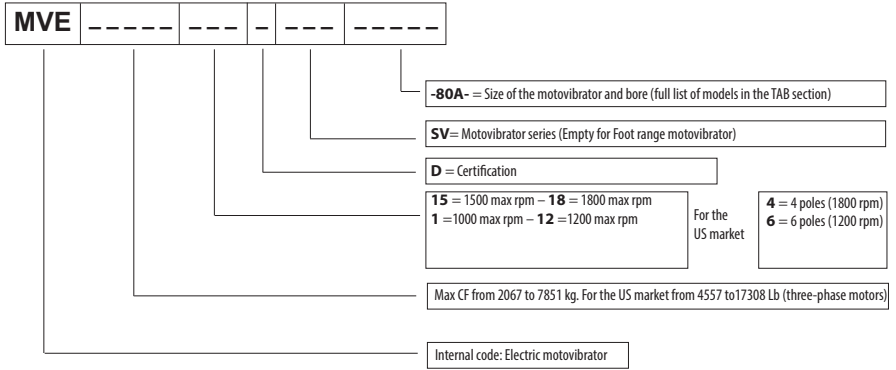 MVE _ _ _ _ _ _ _ _ _ _ _ _ _ _ _ _ _
-80A- = Size of the motovibrator and bore (full list of models in the TAB section)
SV= Motovibrator series (Empty for Foot range motovibrator)
D = Certification
15 = 1500 max rpm – 18 = 1800 max rpm
1 =1000 max rpm – 12 =1200 max rpm
For the
US market
4 = 4 poles (1800 rpm)
6 = 6 poles (1200 rpm)
Max CF from 2067 to 7851 kg. For the US market from 4557 to17308 Lb (three-phase motors)
Internal code: Electric motovibrator